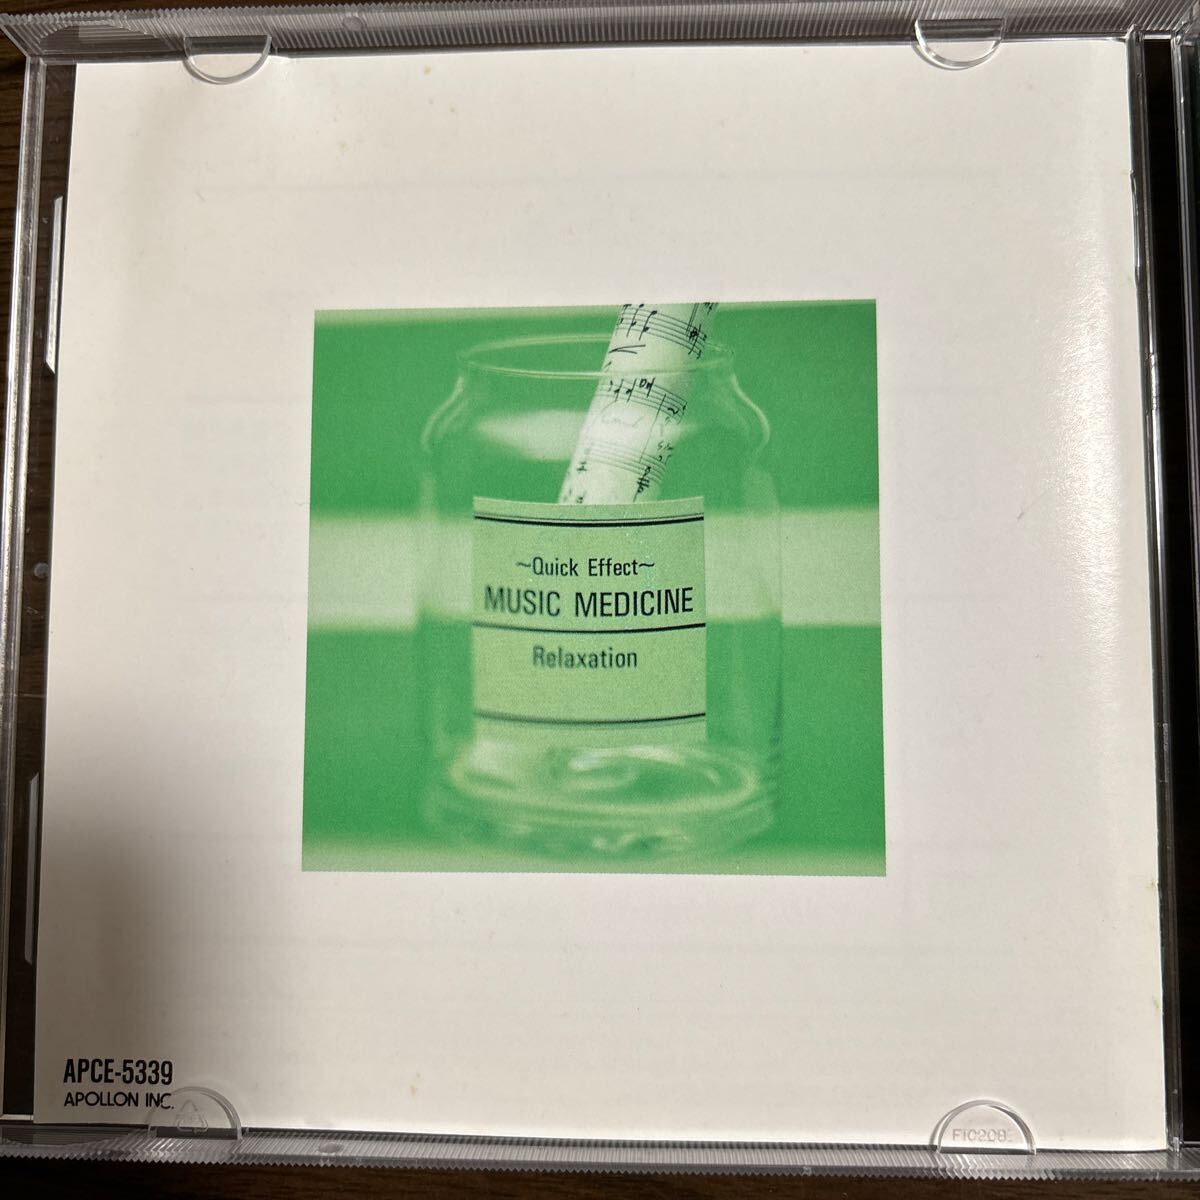 ~Quick Effect~
MUSIC MEDICINE
Relaxation
APCE-5339
APOLLON INC.